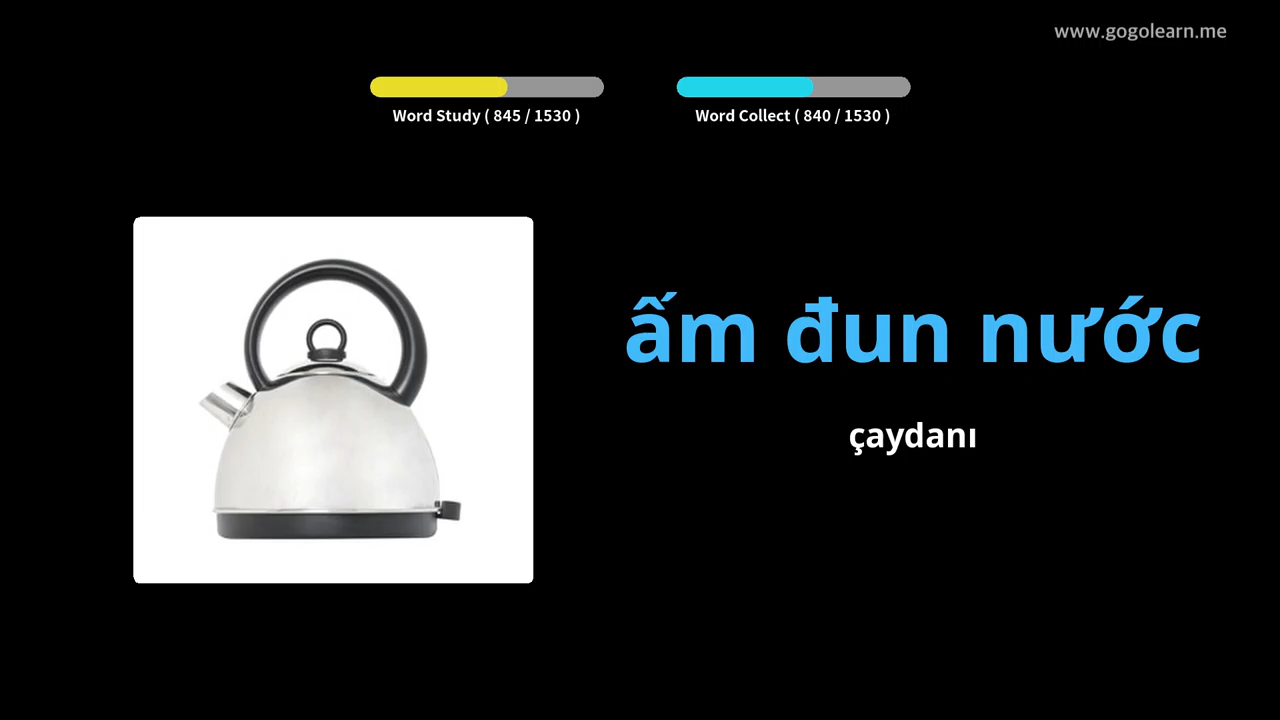 www.gogolearn.me
Word Study ( 845 / 1530 )
Word Collect ( 840 / 1530 )
ấm đun nước
çaydanı